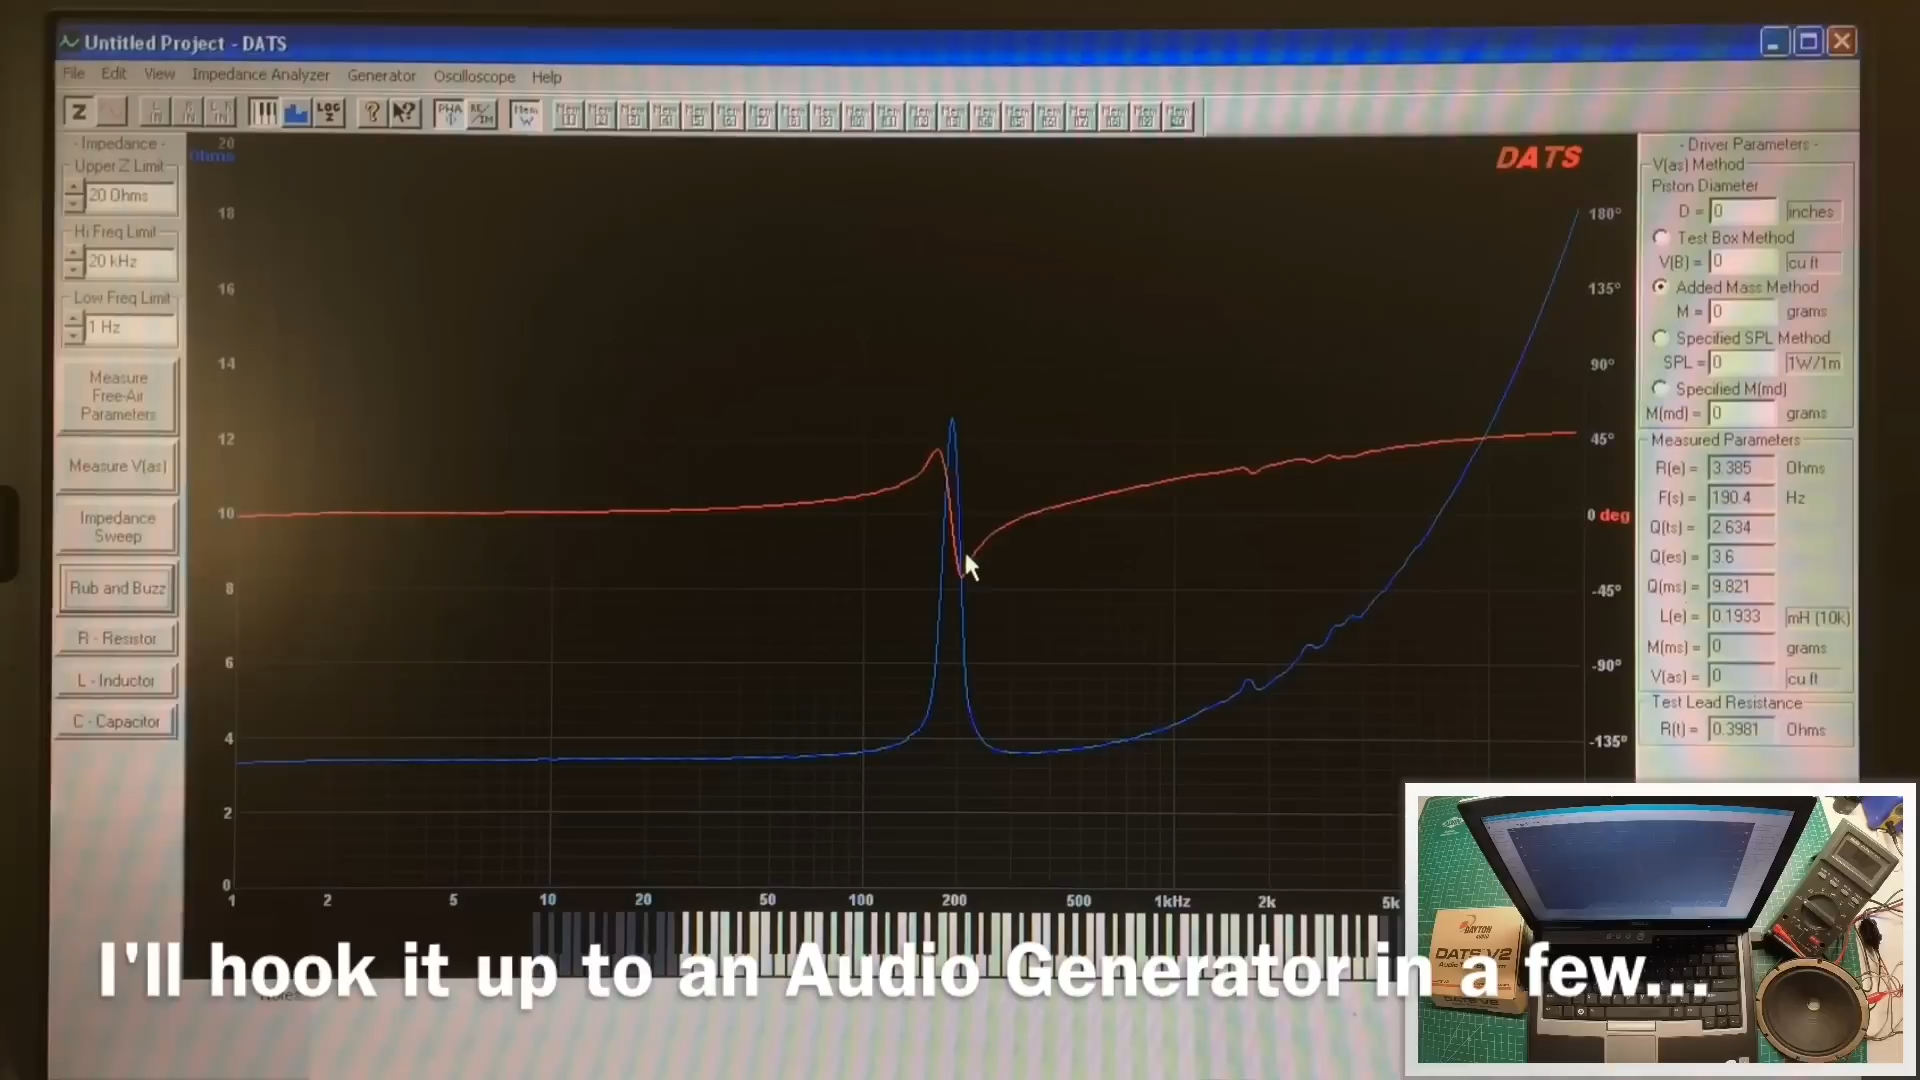 Untitled Project - DATS
File Edit View Impedance Analyzer Generator Oscilloscope Help
Z LOG Z ? PHA RE/IM Mem W
- Impedance -
Upper Z Limit
20 Ohms
Hi Freq Limit
20 kHz
Low Freq Limit
1 Hz
Measure
Free-Air
Parameters
Measure V(as)
Impedance
Sweep
Rub and Buzz
R - Resistor
L - Inductor
C - Capacitor
20
Ohms
18
16
14
12
10
8
6
4
2
0
DATS
180°
135°
90°
45°
0 deg
-45°
-90°
-135°
1 2 5 10 20 50 100 200 500 1kHz 2k 5k
- Driver Parameters -
V(as) Method
Piston Diameter
D = 0 inches
Test Box Method
V(B) = 0 cu ft
Added Mass Method
M = 0 grams
Specified SPL Method
SPL = 0 1W/1m
Specified M(md)
M(md) = 0 grams
Measured Parameters
R(e) = 3.385 Ohms
F(s) = 190.4 Hz
Q(ts) = 2.634
Q(es) = 3.6
Q(ms) = 9.821
L(e) = 0.1933 mH (10k)
M(ms) = 0 grams
V(as) = 0 cu ft
Test Lead Resistance
R(t) = 0.3981 Ohms
I'll hook it up to an Audio Generator in a few...
DAYTON
AUDIO
DATS V2